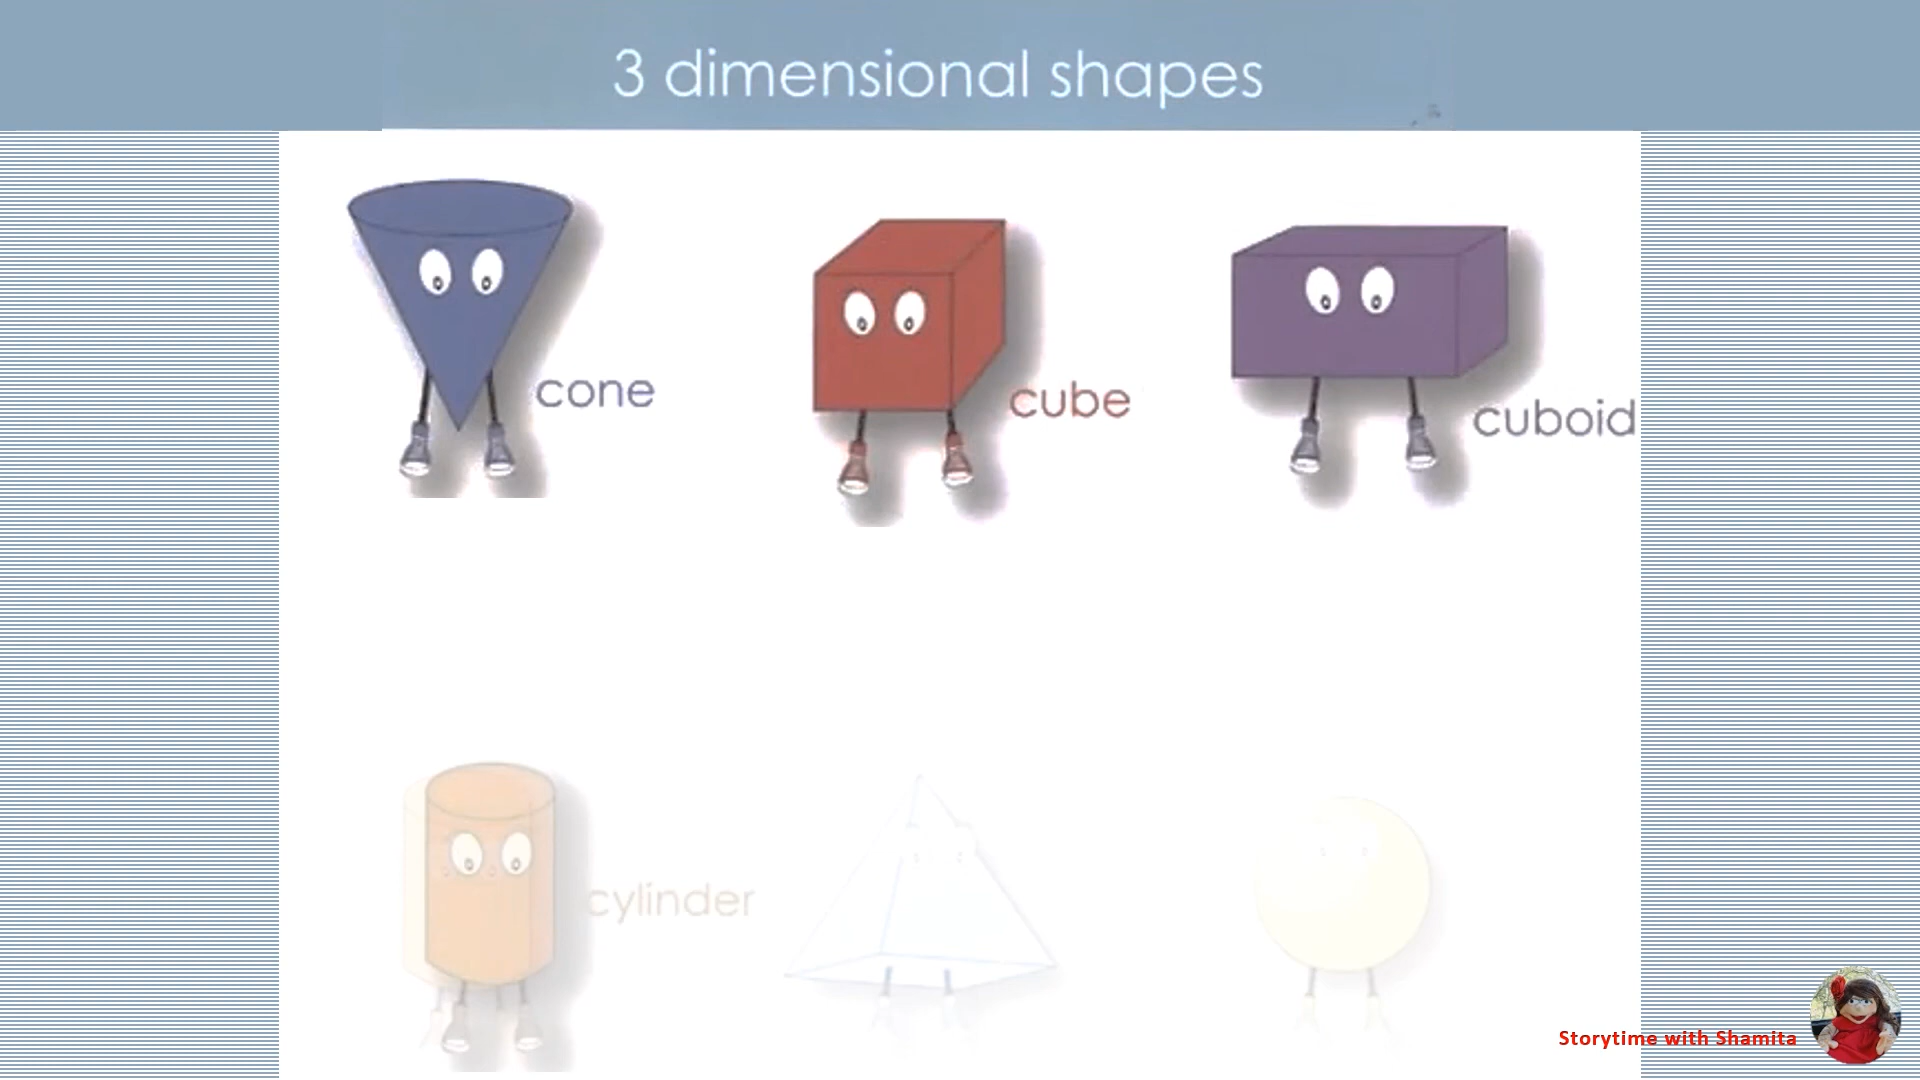 3 dimensional shapes
cone
cube
cuboid
cylinder
Storytime with Shamita